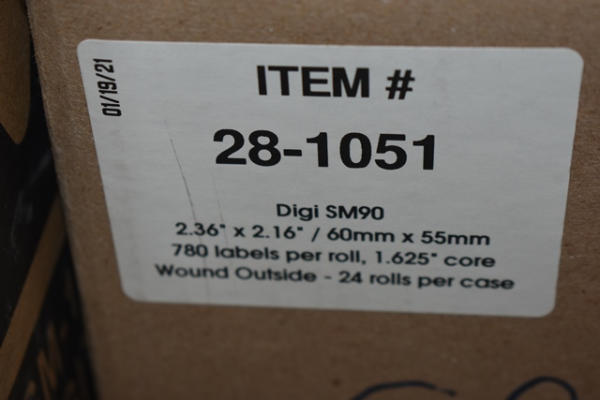 01/19/21
ITEM #
28-1051
Digi SM90
2.36" x 2.16" / 60mm x 55mm
780 labels per roll, 1.625" core
Wound Outside - 24 rolls per case